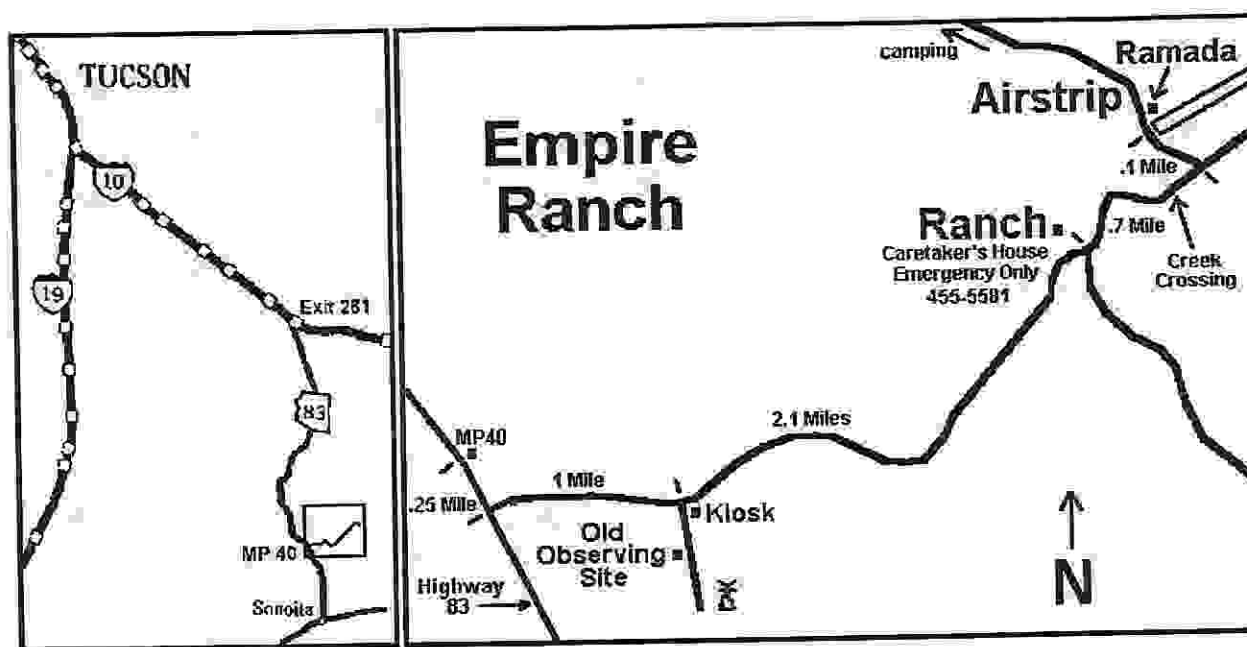 TUCSON
10
19
Exit 281
83
MP 40
Sonoita
camping
Ramada
Airstrip
Empire
Ranch
.1 Mile
Ranch
.7 Mile
Caretaker's House
Emergency Only
455-5581
Creek
Crossing
2.1 Miles
MP40
1 Mile
.25 Mile
Kiosk
Old
Observing
Site
Highway
83
N